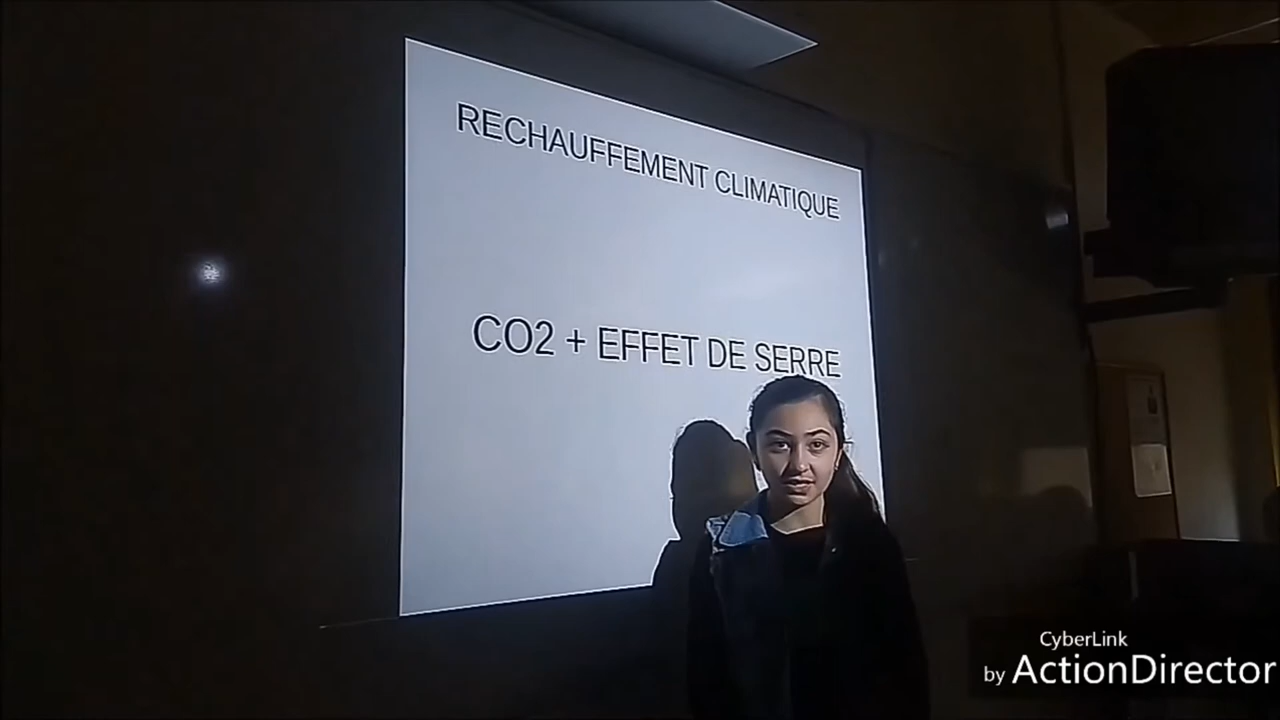 RECHAUFFEMENT CLIMATIQUE
CO2 + EFFET DE SERRE
CyberLink
by ActionDirector